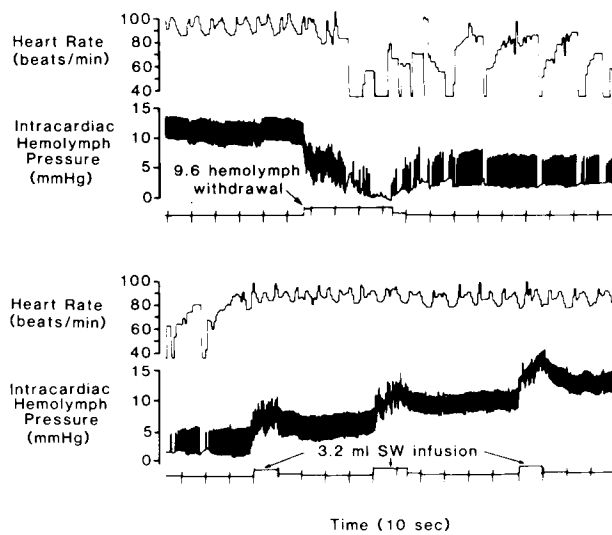 100
Heart Rate
(beats/min)
80
60
40
15
Intracardiac
Hemolymph
Pressure
(mmHg)
10
5
0
9.6 hemolymph
withdrawal
100
Heart Rate
(beats/min)
80
60
40
15
Intracardiac
Hemolymph
Pressure
(mmHg)
10
5
0
3.2 ml SW infusion
Time (10 sec)